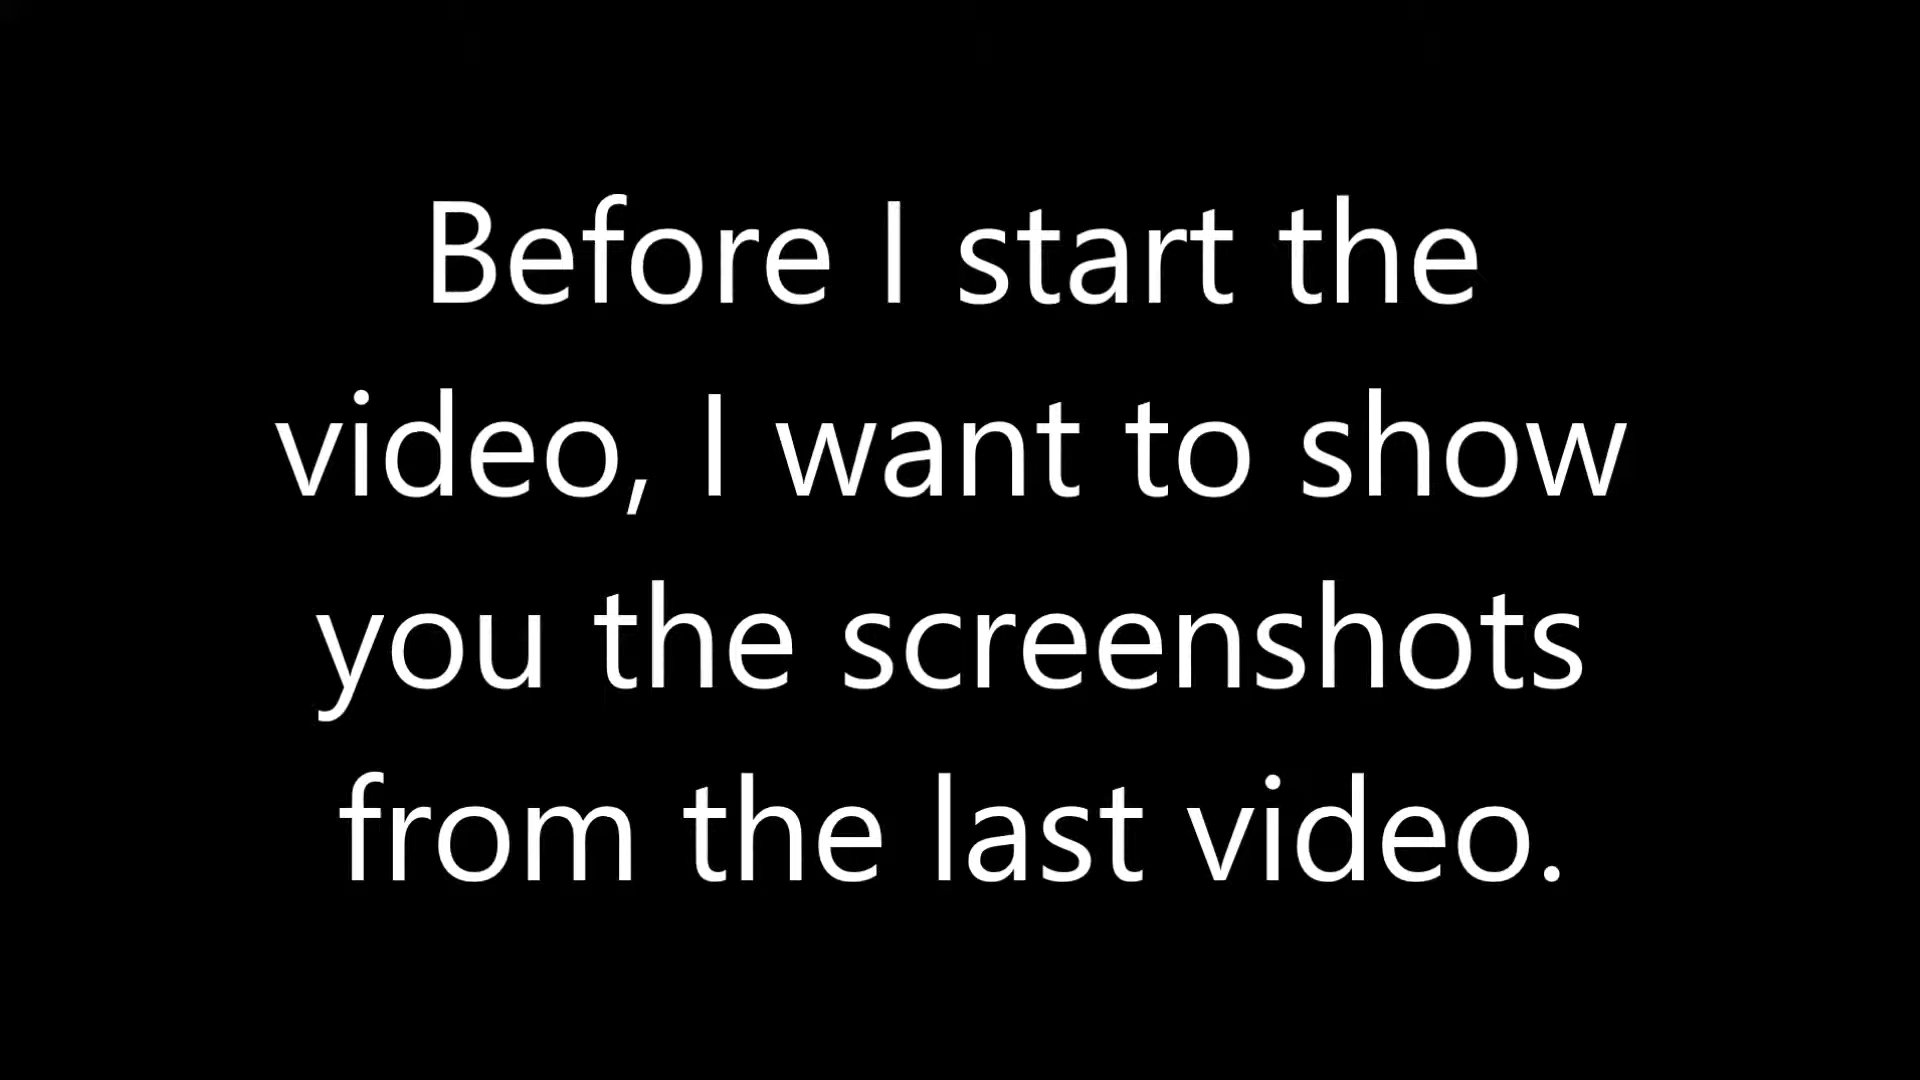 Before I start the
video, I want to show
you the screenshots
from the last video.